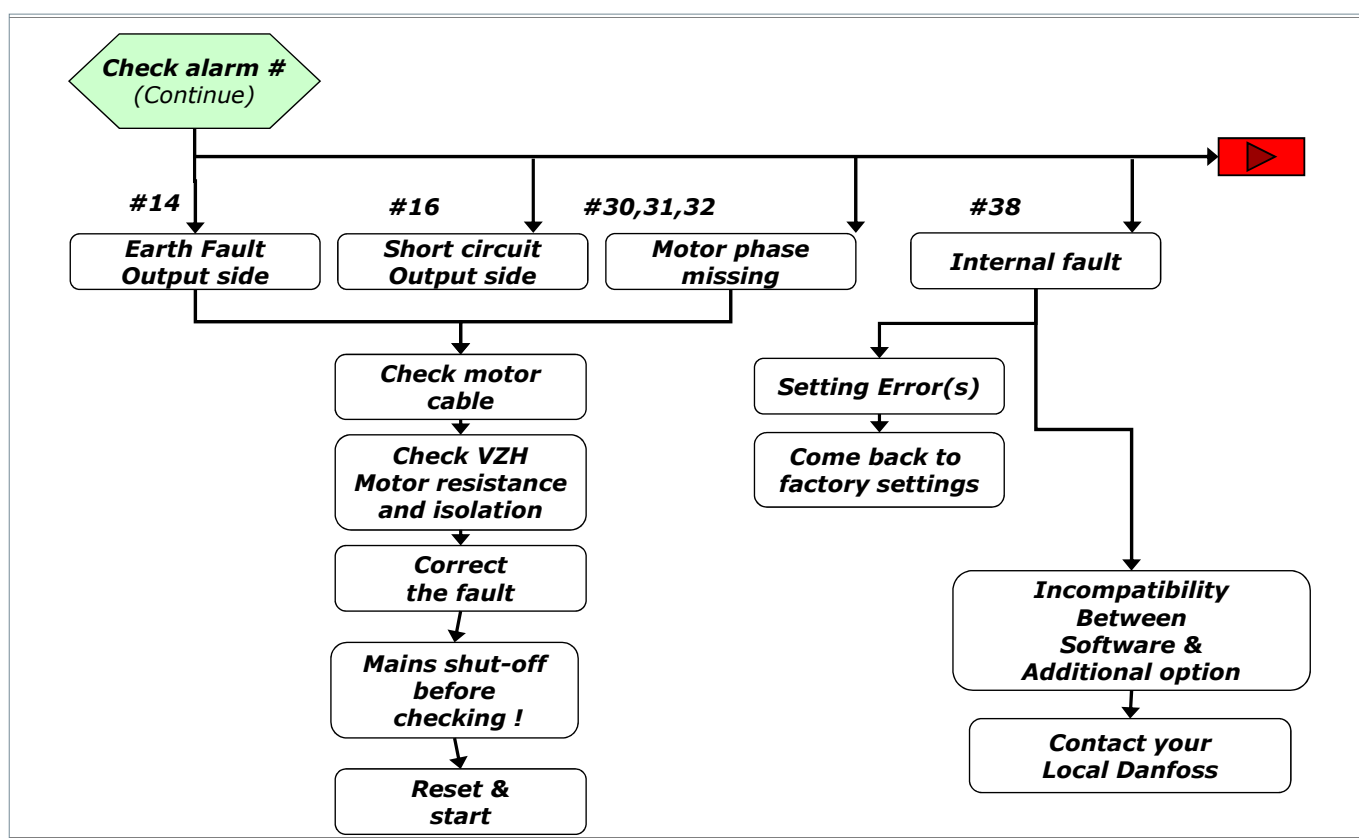 Check alarm #
(Continue)
#14
#16
#30,31,32
#38
Earth Fault
Output side
Short circuit
Output side
Motor phase
missing
Internal fault
Check motor
cable
Check VZH
Motor resistance
and isolation
Correct
the fault
Mains shut-off
before
checking !
Reset &
start
Setting Error(s)
Come back to
factory settings
Incompatibility
Between
Software &
Additional option
Contact your
Local Danfoss